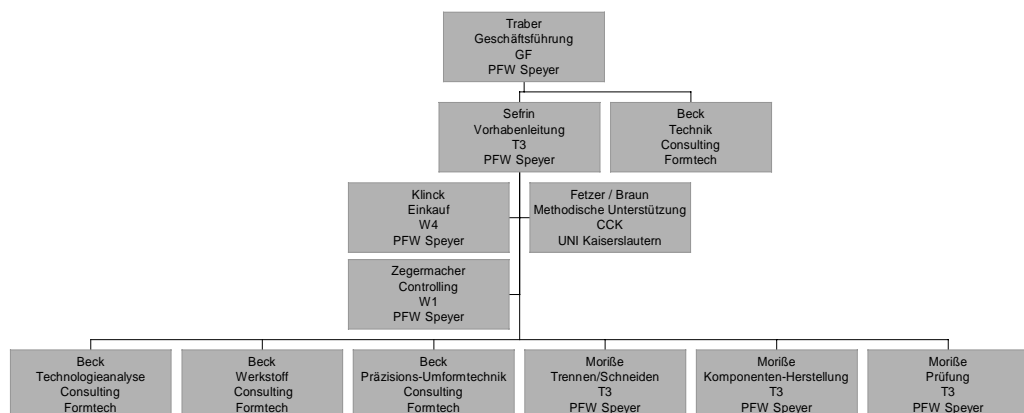 Traber
Geschäftsführung
GF
PFW Speyer
Sefrin
Vorhabenleitung
T3
PFW Speyer
Beck
Technik
Consulting
Formtech
Klinck
Einkauf
W4
PFW Speyer
Fetzer / Braun
Methodische Unterstützung
CCK
UNI Kaiserslautern
Zegermacher
Controlling
W1
PFW Speyer
Beck
Technologieanalyse
Consulting
Formtech
Beck
Werkstoff
Consulting
Formtech
Beck
Präzisions-Umformtechnik
Consulting
Formtech
Moriße
Trennen/Schneiden
T3
PFW Speyer
Moriße
Komponenten-Herstellung
T3
PFW Speyer
Moriße
Prüfung
T3
PFW Speyer